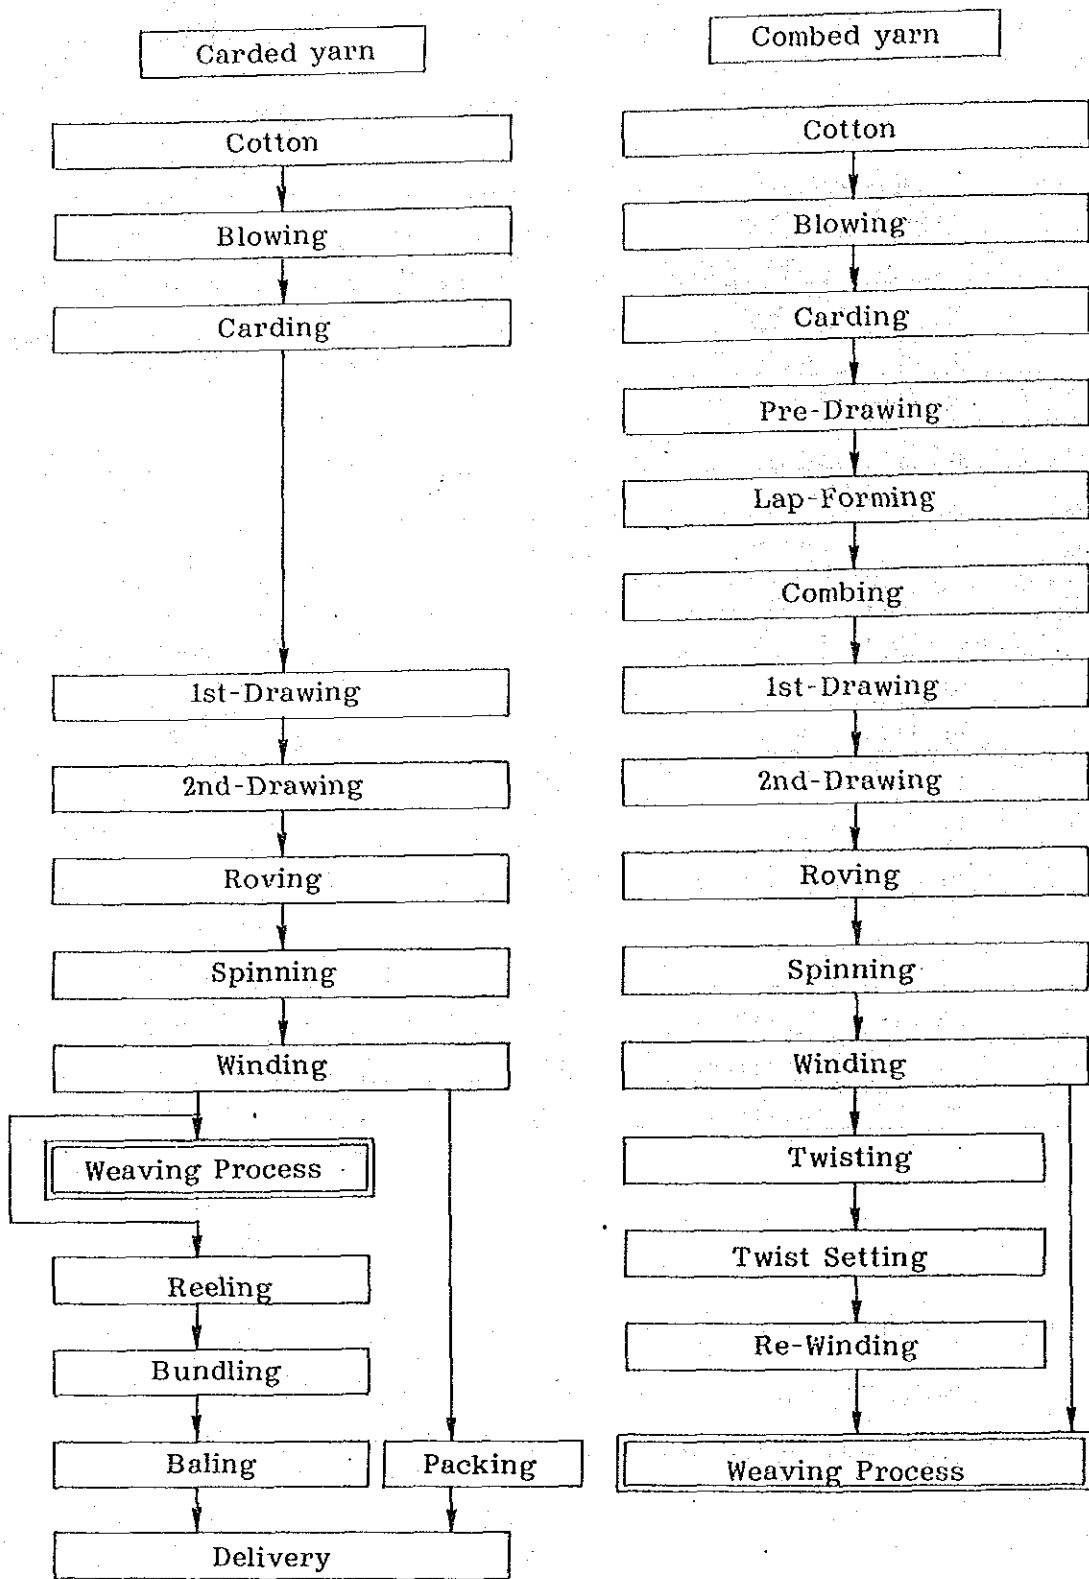 Carded yarn
Cotton
Blowing
Carding
1st-Drawing
2nd-Drawing
Roving
Spinning
Winding
Weaving Process
Reeling
Bundling
Baling
Packing
Delivery
Combed yarn
Cotton
Blowing
Carding
Pre-Drawing
Lap-Forming
Combing
1st-Drawing
2nd-Drawing
Roving
Spinning
Winding
Twisting
Twist Setting
Re-Winding
Weaving Process